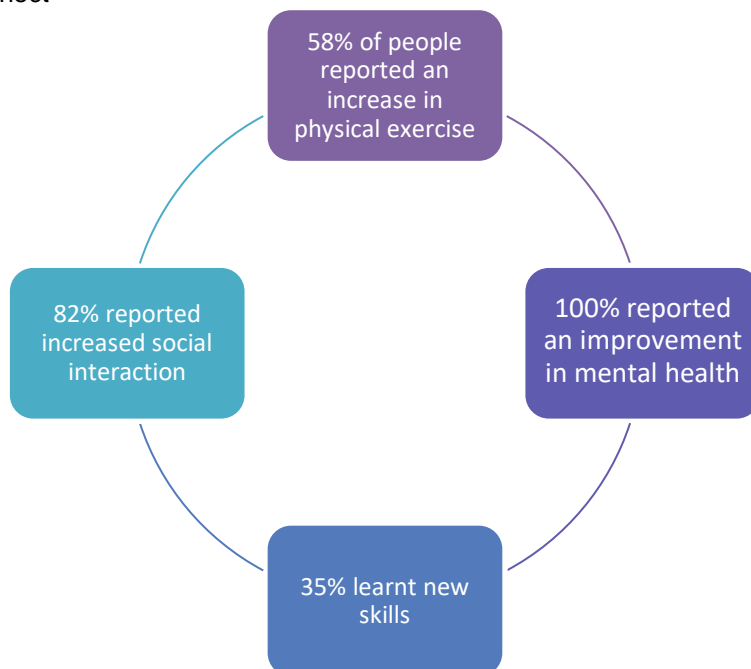 58% of people
reported an
increase in
physical exercise
82% reported
increased social
interaction
100% reported
an improvement
in mental health
35% learnt new
skills